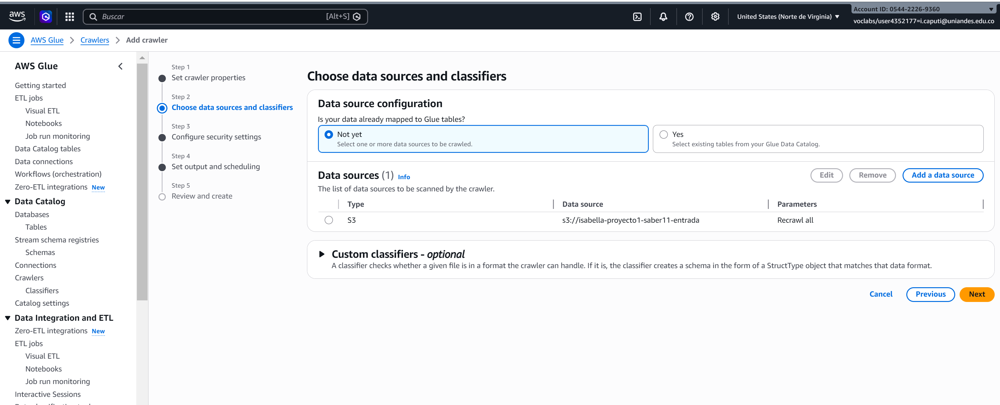 aws
Buscar
[Alt+S]
United States (Norte de Virginia)
Account ID: 0544-2226-9360
voclabs/user4352177=i.caputi@uniandes.edu.co
AWS Glue
Crawlers
Add crawler
AWS Glue
Getting started
ETL jobs
Visual ETL
Notebooks
Job run monitoring
Data Catalog tables
Data connections
Workflows (orchestration)
Zero-ETL integrations New
Data Catalog
Databases
Tables
Stream schema registries
Schemas
Connections
Crawlers
Classifiers
Catalog settings
Data Integration and ETL
Zero-ETL integrations New
ETL jobs
Visual ETL
Notebooks
Job run monitoring
Interactive Sessions
Step 1
Set crawler properties
Step 2
Choose data sources and classifiers
Step 3
Configure security settings
Step 4
Set output and scheduling
Step 5
Review and create
Choose data sources and classifiers
Data source configuration
Is your data already mapped to Glue tables?
Not yet
Select one or more data sources to be crawled.
Yes
Select existing tables from your Glue Data Catalog.
Data sources (1) Info
Edit
Remove
Add a data source
The list of data sources to be scanned by the crawler.
Type
Data source
Parameters
S3
s3://isabella-proyecto1-saber11-entrada
Recrawl all
Custom classifiers - optional
A classifier checks whether a given file is in a format the crawler can handle. If it is, the classifier creates a schema in the form of a StructType object that matches that data format.
Cancel
Previous
Next